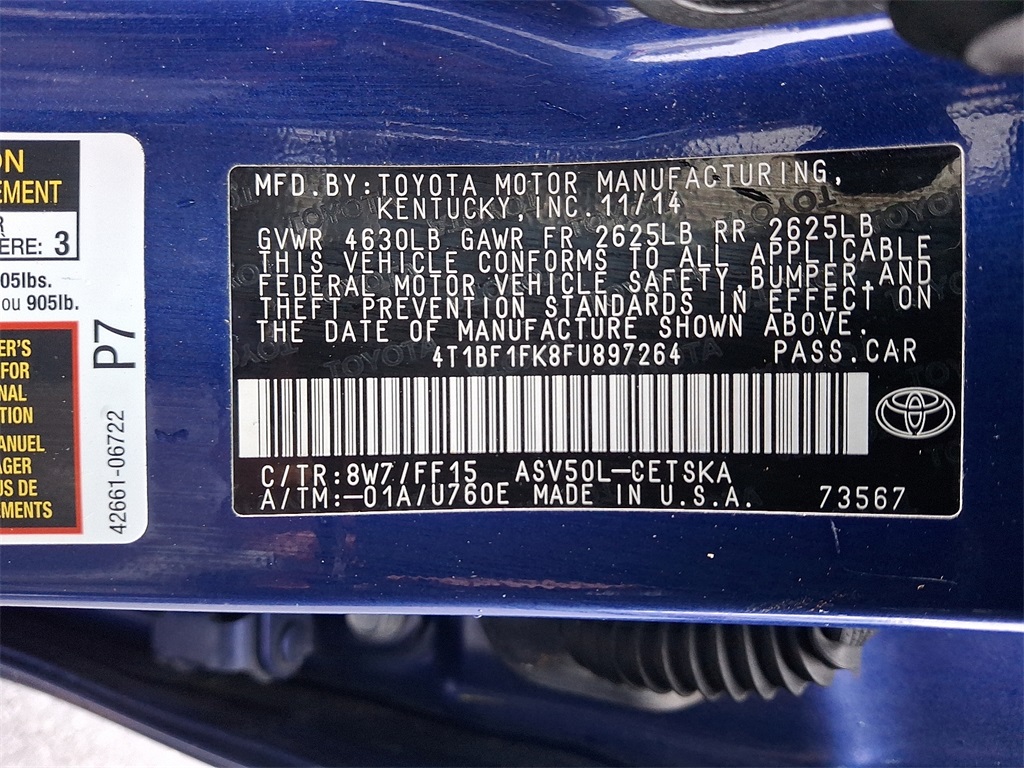 ON
EMENT
R
ÈRE: 3
05lbs.
ou 905lb.
ER'S
FOR
NAL
TION
ANUEL
AGER
US DE
EMENTS
P7
42661-06722
MFD.BY:TOYOTA MOTOR MANUFACTURING,
KENTUCKY,INC.11/14
GVWR 4630LB GAWR FR 2625LB RR 2625LB
THIS VEHICLE CONFORMS TO ALL APPLICABLE
FEDERAL MOTOR VEHICLE SAFETY,BUMPER,AND
THEFT PREVENTION STANDARDS IN EFFECT ON
THE DATE OF MANUFACTURE SHOWN ABOVE.
4T1BF1FK8FU897264 PASS.CAR
C/TR:8W7/FF15 ASV50L-CETSKA
A/TM:-01A/U760E MADE IN U.S.A. 73567